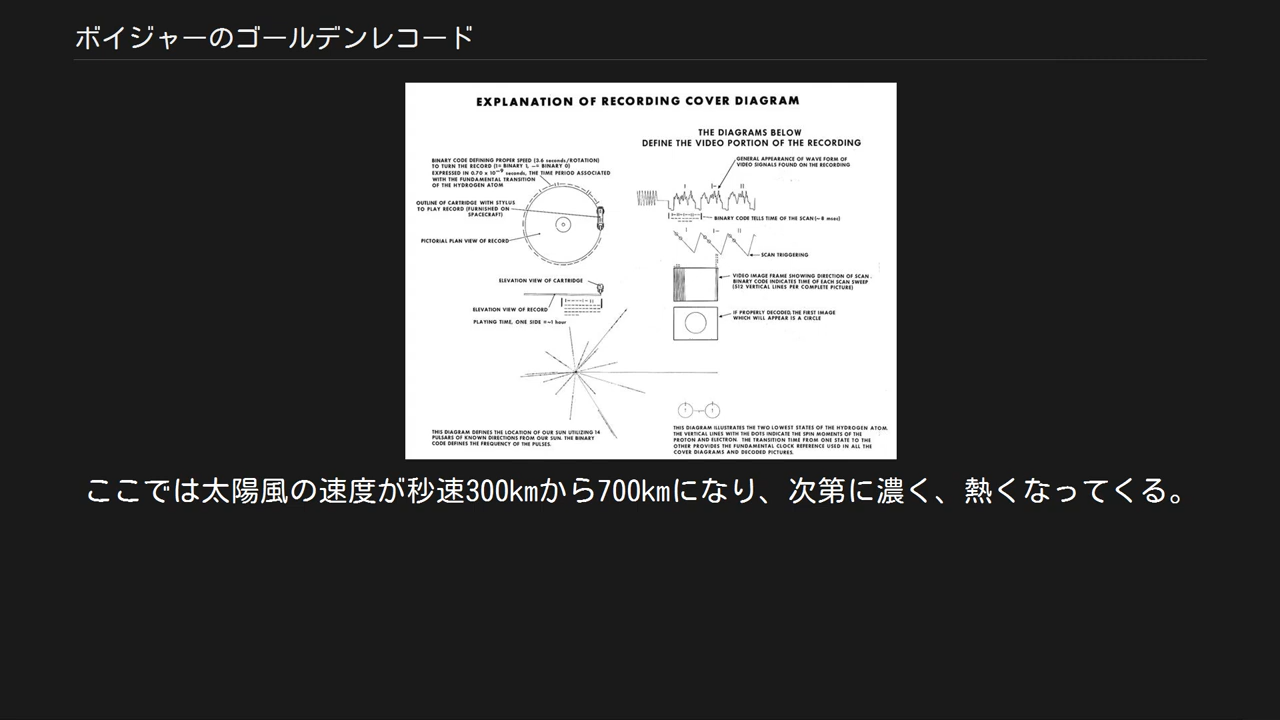 ボイジャーのゴールデンレコード
EXPLANATION OF RECORDING COVER DIAGRAM
THE DIAGRAMS BELOW
DEFINE THE VIDEO PORTION OF THE RECORDING
BINARY CODE DEFINING PROPER SPEED (3.6 seconds/ROTATION)
TO TURN THE RECORD (I= BINARY 1, –= BINARY 0)
EXPRESSED IN 0.70 x 10⁻⁹ seconds, THE TIME PERIOD ASSOCIATED
WITH THE FUNDAMENTAL TRANSITION
OF THE HYDROGEN ATOM
OUTLINE OF CARTRIDGE WITH STYLUS
TO PLAY RECORD (FURNISHED ON
SPACECRAFT)
PICTORIAL PLAN VIEW OF RECORD
ELEVATION VIEW OF CARTRIDGE
ELEVATION VIEW OF RECORD
PLAYING TIME, ONE SIDE =~1 hour
THIS DIAGRAM DEFINES THE LOCATION OF OUR SUN UTILIZING 14
PULSARS OF KNOWN DIRECTIONS FROM OUR SUN. THE BINARY
CODE DEFINES THE FREQUENCY OF THE PULSES.
GENERAL APPEARANCE OF WAVE FORM OF
VIDEO SIGNALS FOUND ON THE RECORDING
BINARY CODE TELLS TIME OF THE SCAN (~8 msec)
SCAN TRIGGERING
VIDEO IMAGE FRAME SHOWING DIRECTION OF SCAN.
BINARY CODE INDICATES TIME OF EACH SCAN SWEEP
(512 VERTICAL LINES PER COMPLETE PICTURE)
IF PROPERLY DECODED, THE FIRST IMAGE
WHICH WILL APPEAR IS A CIRCLE
THIS DIAGRAM ILLUSTRATES THE TWO LOWEST STATES OF THE HYDROGEN ATOM.
THE VERTICAL LINES WITH THE DOTS INDICATE THE SPIN MOMENTS OF THE
PROTON AND ELECTRON. THE TRANSITION TIME FROM ONE STATE TO THE
OTHER PROVIDES THE FUNDAMENTAL CLOCK REFERENCE USED IN ALL THE
COVER DIAGRAMS AND DECODED PICTURES.
ここでは太陽風の速度が秒速300kmから700kmになり、次第に濃く、熱くなってくる。